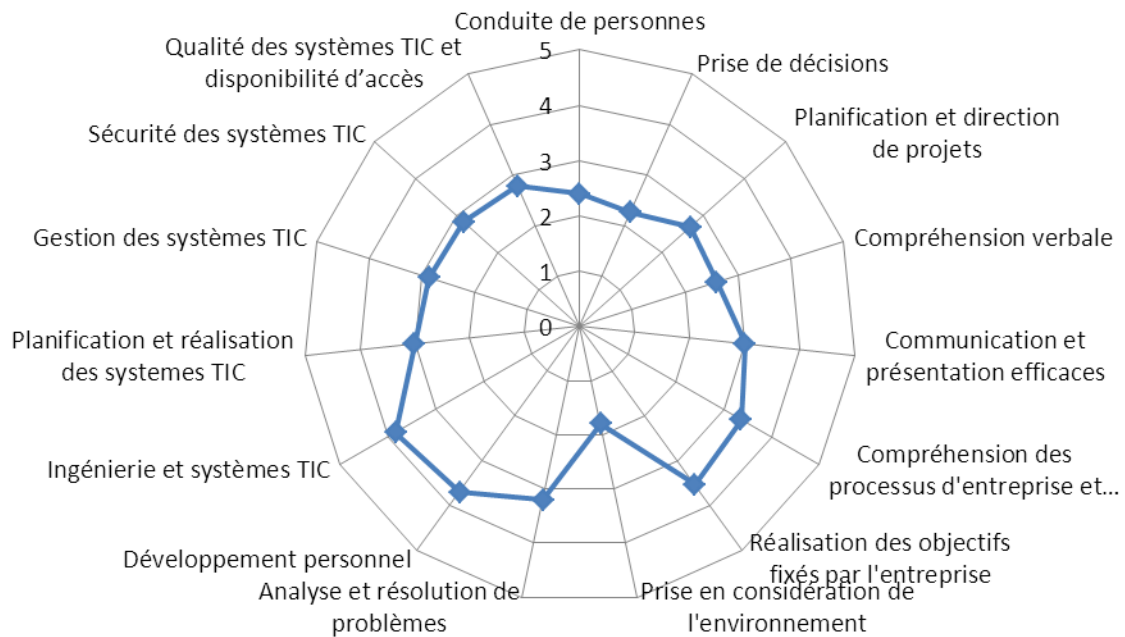 Conduite de personnes
Prise de décisions
Planification et direction
de projets
Compréhension verbale
Communication et
présentation efficaces
Compréhension des
processus d'entreprise et...
Réalisation des objectifs
fixés par l'entreprise
Prise en considération de
l'environnement
Analyse et résolution de
problèmes
Développement personnel
Ingénierie et systèmes TIC
Planification et réalisation
des systemes TIC
Gestion des systèmes TIC
Sécurité des systèmes TIC
Qualité des systèmes TIC et
disponibilité d’accès
5
4
3
2
1
0